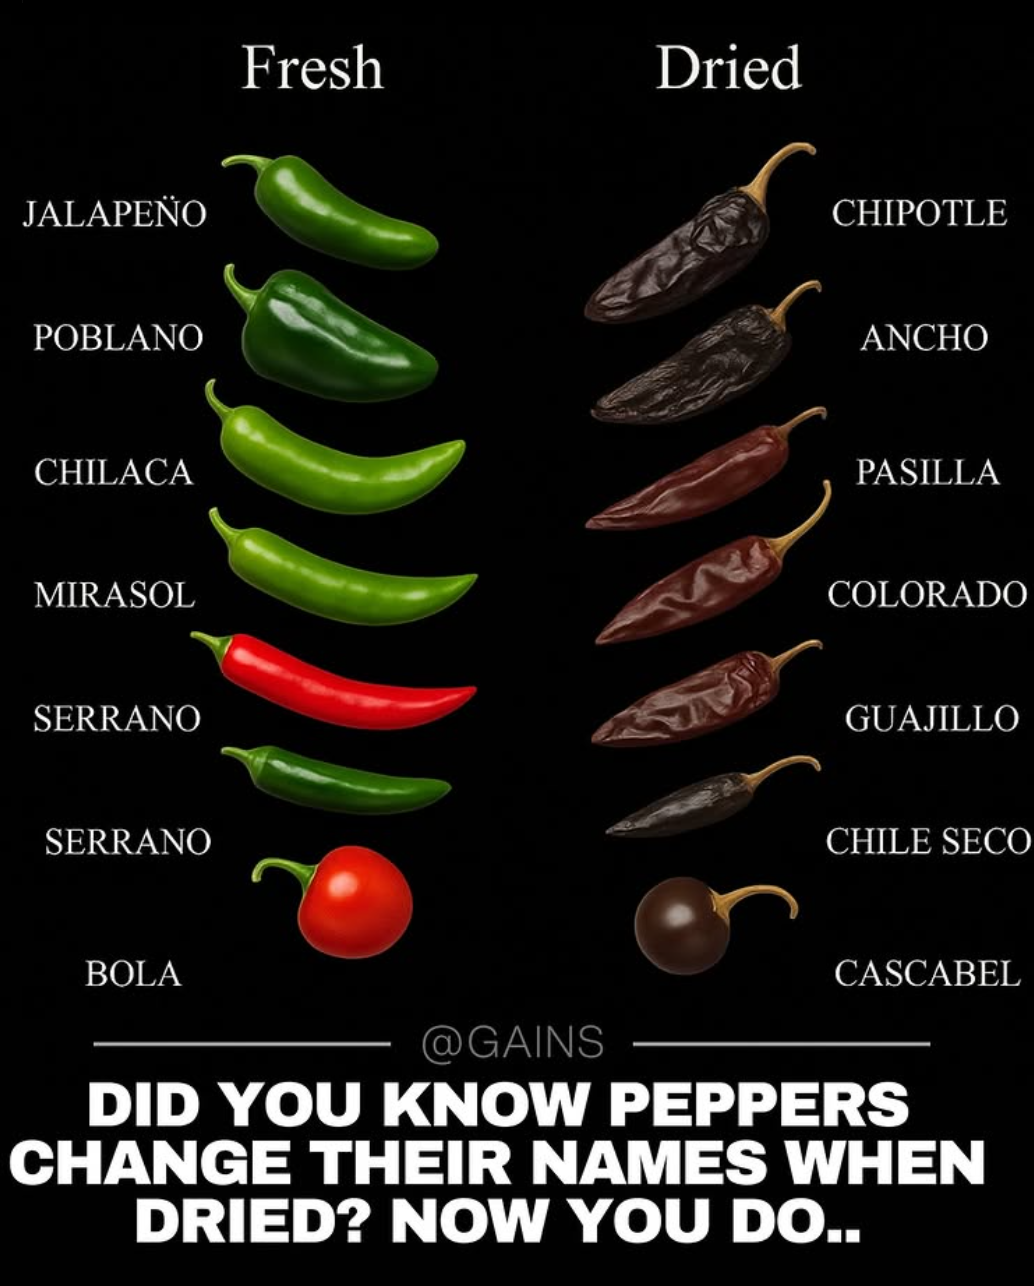 Fresh Dried
JALAPEÑO CHIPOTLE
POBLANO ANCHO
CHILACA PASILLA
MIRASOL COLORADO
SERRANO GUAJILLO
SERRANO CHILE SECO
BOLA CASCABEL
@GAINS
DID YOU KNOW PEPPERS
CHANGE THEIR NAMES WHEN
DRIED? NOW YOU DO..